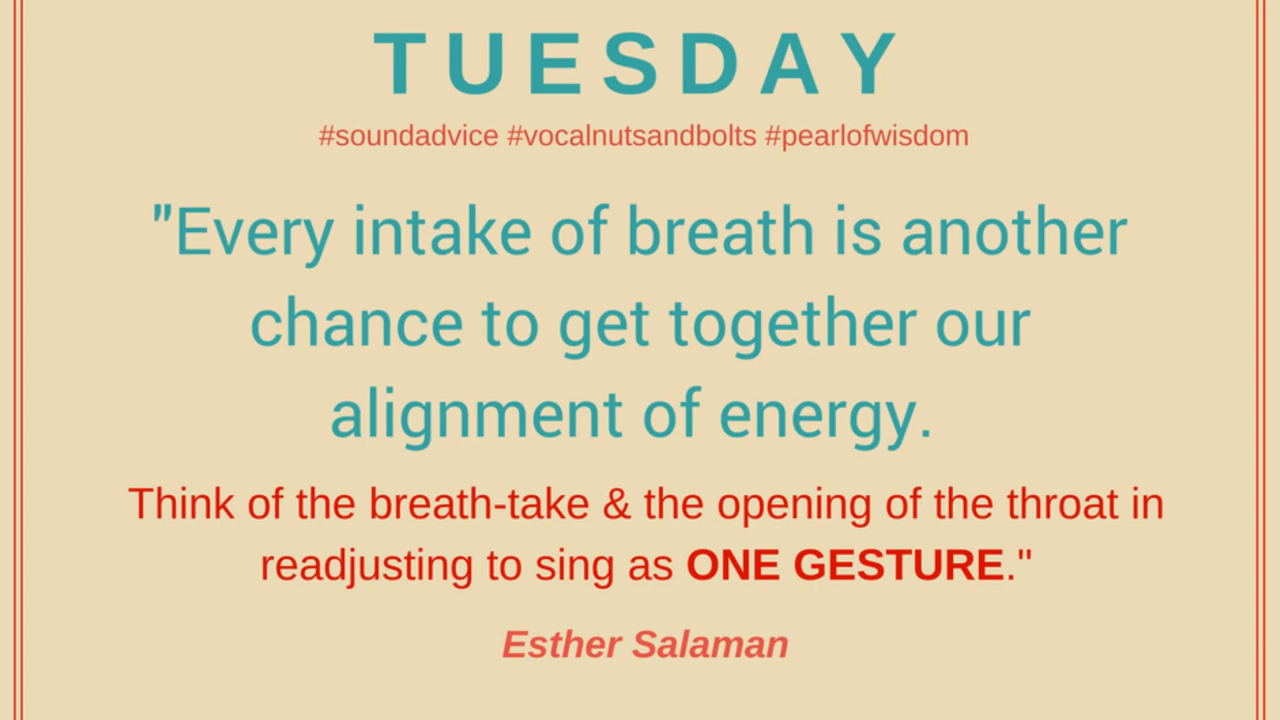 TUESDAY
#soundadvice #vocalnutsandbolts #pearlofwisdom
"Every intake of breath is another
chance to get together our
alignment of energy.
Think of the breath-take & the opening of the throat in
readjusting to sing as ONE GESTURE."
Esther Salaman